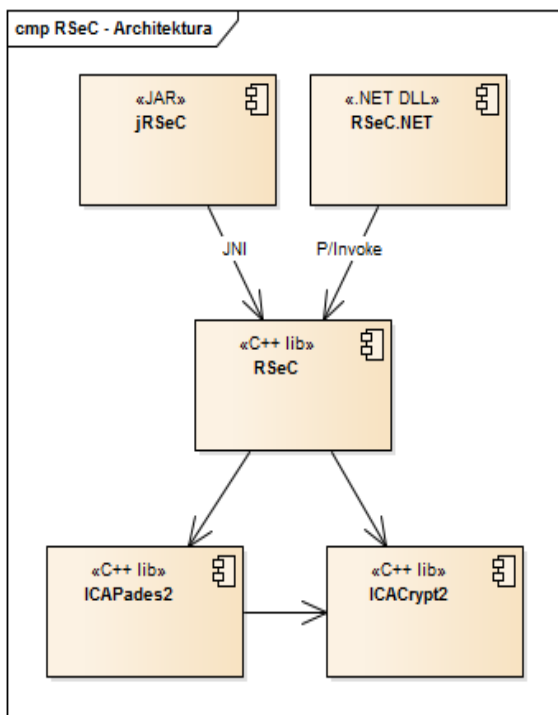 cmp RSeC - Architektura
«JAR»
jRSeC
«.NET DLL»
RSeC.NET
JNI
P/Invoke
«C++ lib»
RSeC
«C++ lib»
ICAPades2
«C++ lib»
ICACrypt2